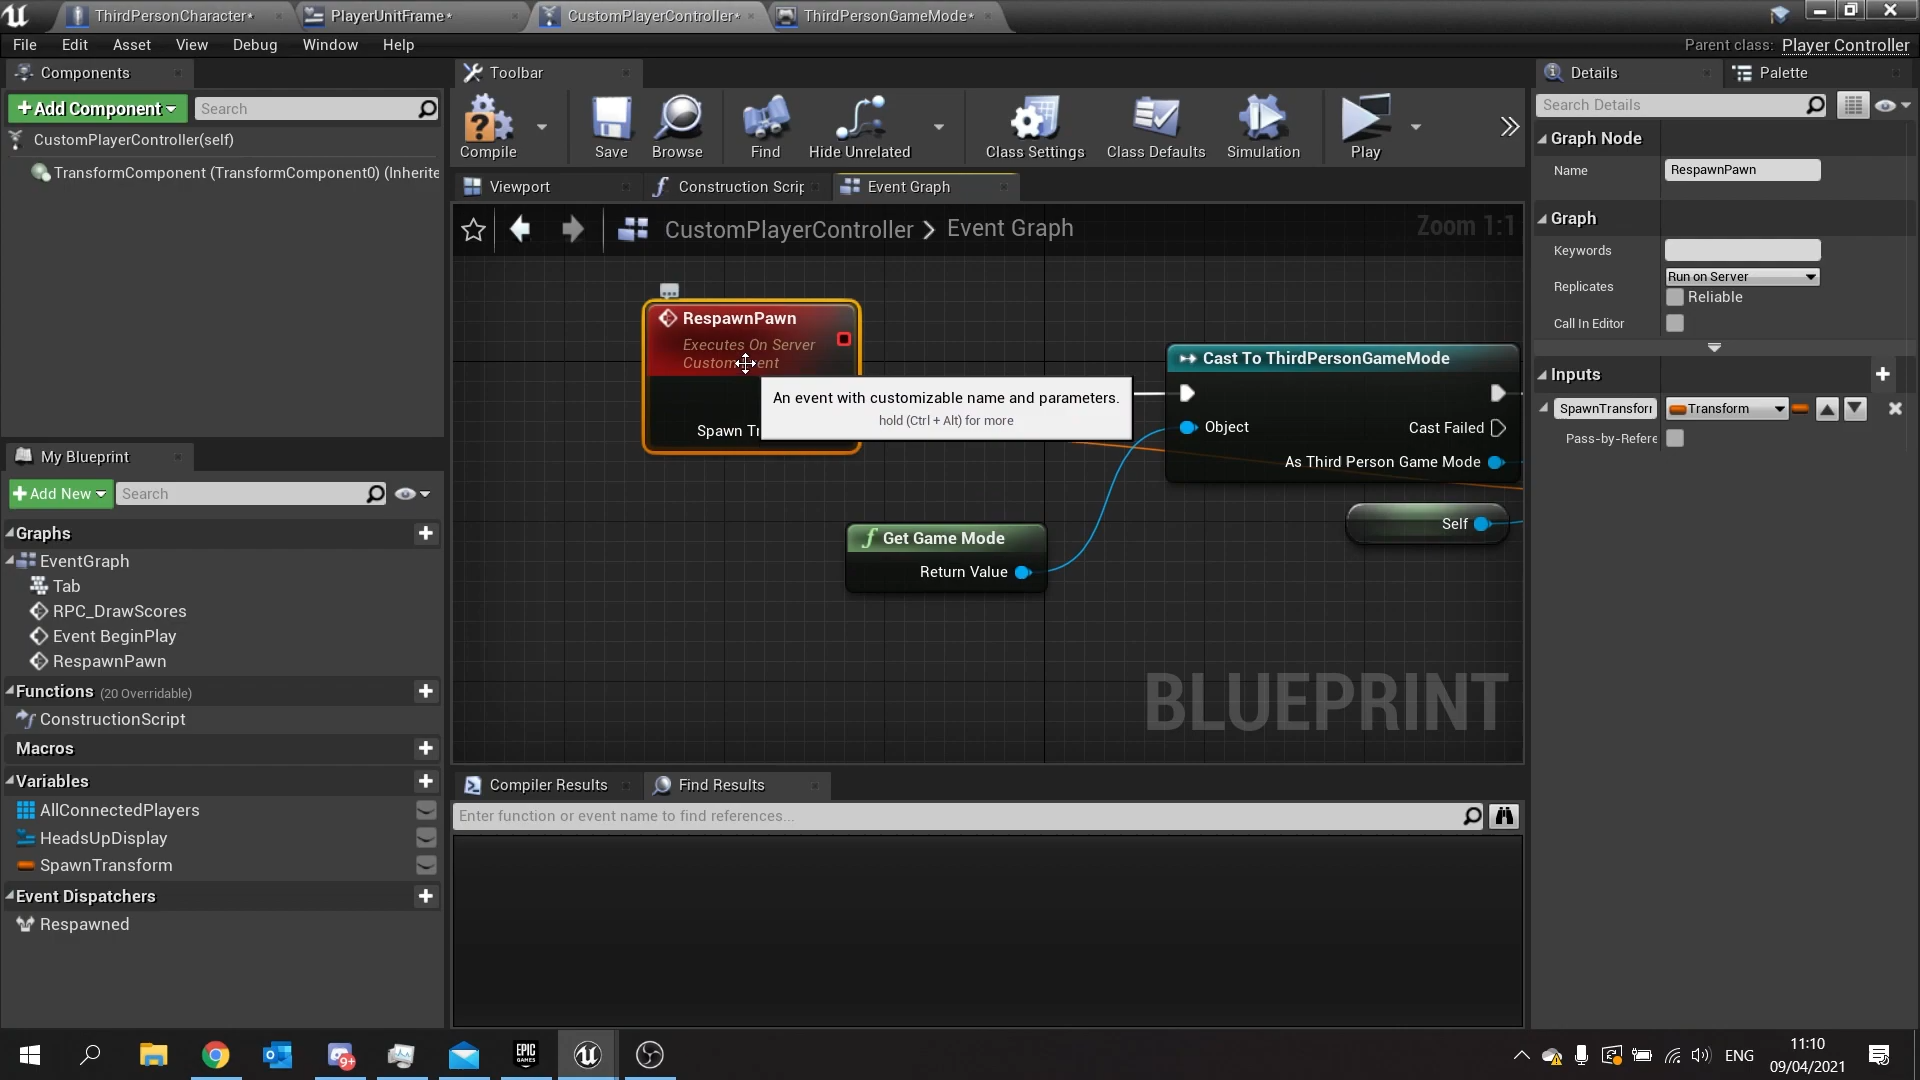 ThirdPersonCharacter*
PlayerUnitFrame*
CustomPlayerController*
ThirdPersonGameMode*
File Edit Asset View Debug Window Help
Parent class: Player Controller
Components
Add Component
Search
CustomPlayerController(self)
TransformComponent (TransformComponent0) (Inherite
My Blueprint
Add New
Search
Graphs
EventGraph
Tab
RPC_DrawScores
Event BeginPlay
RespawnPawn
Functions (20 Overridable)
ConstructionScript
Macros
Variables
AllConnectedPlayers
HeadsUpDisplay
SpawnTransform
Event Dispatchers
Respawned
Toolbar
Compile Save Browse Find Hide Unrelated Class Settings Class Defaults Simulation Play
Viewport
Construction Scrip
Event Graph
CustomPlayerController > Event Graph
Zoom 1:1
RespawnPawn
Executes On Server
Custom Event
Spawn Tr
An event with customizable name and parameters.
hold (Ctrl + Alt) for more
Cast To ThirdPersonGameMode
Object
Cast Failed
As Third Person Game Mode
Self
Get Game Mode
Return Value
BLUEPRINT
Compiler Results
Find Results
Enter function or event name to find references...
Details
Palette
Search Details
Graph Node
Name RespawnPawn
Graph
Keywords
Replicates Run on Server
Reliable
Call In Editor
Inputs
SpawnTransfor Transform
Pass-by-Refere
EPIC
GAMES
9+
ENG
11:10
09/04/2021